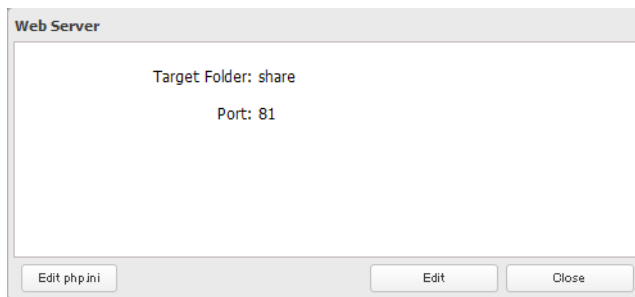 Web Server
Target Folder: share
Port: 81
Edit php.ini
Edit
Close